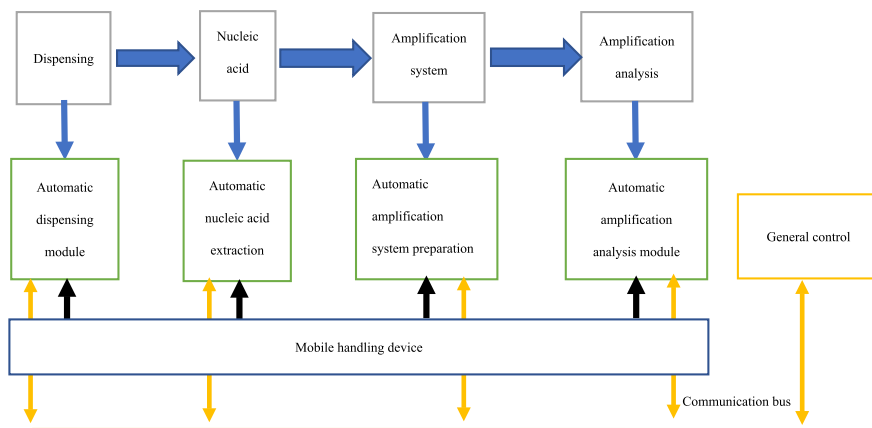 Dispensing
Nucleic
acid
Amplification
system
Amplification
analysis
Automatic
dispensing
module
Automatic
nucleic acid
extraction
Automatic
amplification
system preparation
Automatic
amplification
analysis module
General control
Mobile handling device
Communication bus